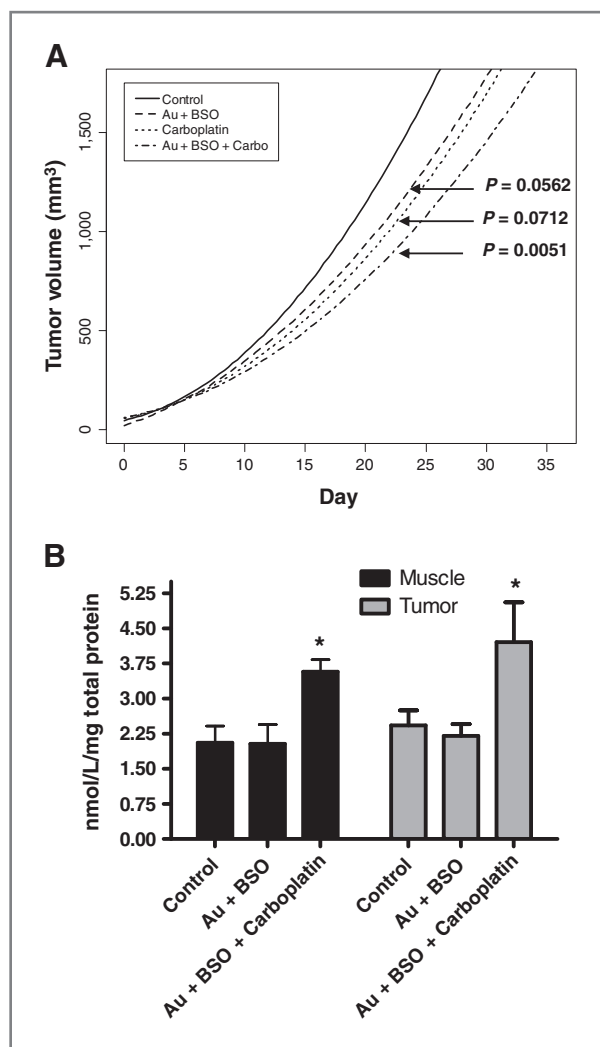 A
Control
Au + BSO
Carboplatin
Au + BSO + Carbo
Tumor volume (mm³)
1,500
1,000
500
0
P = 0.0562
P = 0.0712
P = 0.0051
0 5 10 15 20 25 30 35
Day
B
Muscle
Tumor
nmol/L/mg total protein
5.25
4.50
3.75
3.00
2.25
1.50
0.75
0.00
*
*
Control
Au + BSO
Au + BSO + Carboplatin
Control
Au + BSO
Au + BSO + Carboplatin